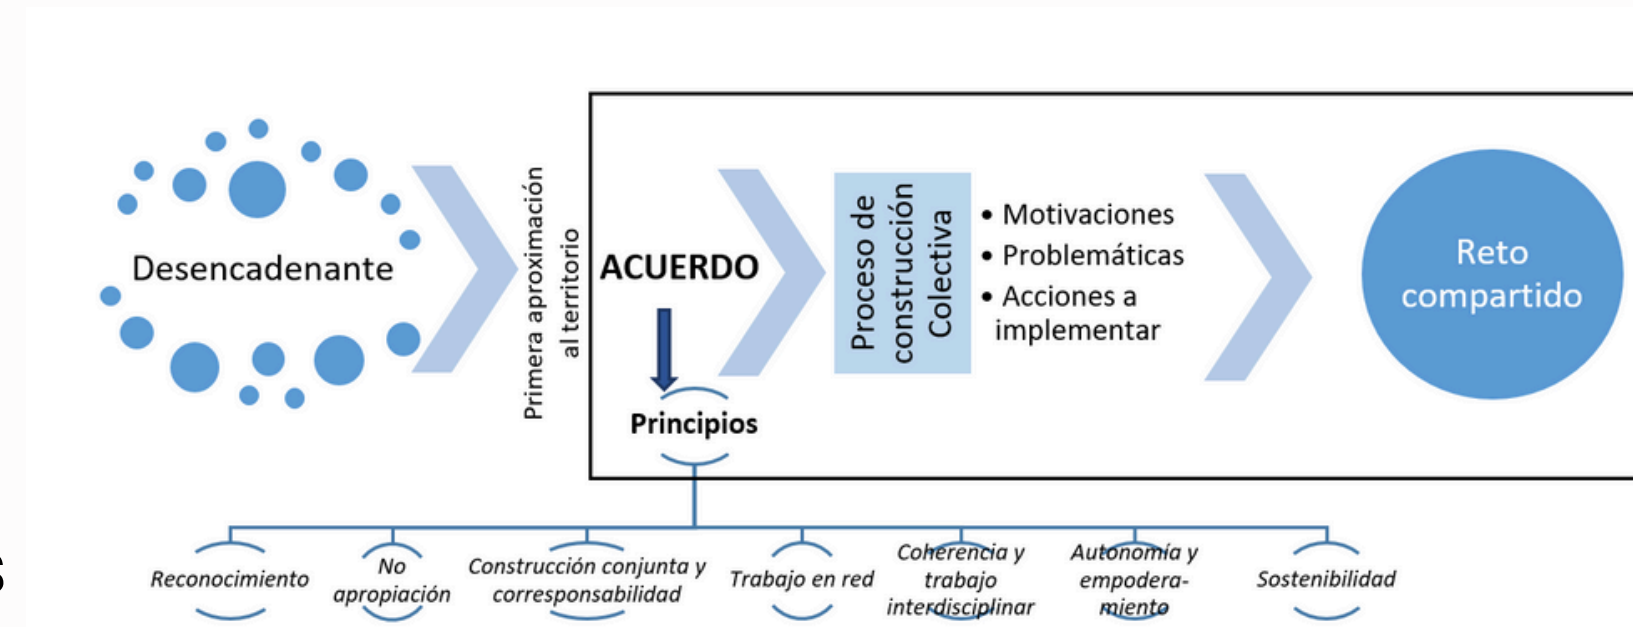 Desencadenante
Primera aproximación
al territorio
ACUERDO
Principios
Proceso de
construcción
Colectiva
• Motivaciones
• Problemáticas
• Acciones a
implementar
Reto
compartido
s
Reconocimiento
No
apropiación
Construcción conjunta y
corresponsabilidad
Trabajo en red
Coherencia y
trabajo
interdisciplinar
Autonomía y
empodera-
miento
Sostenibilidad